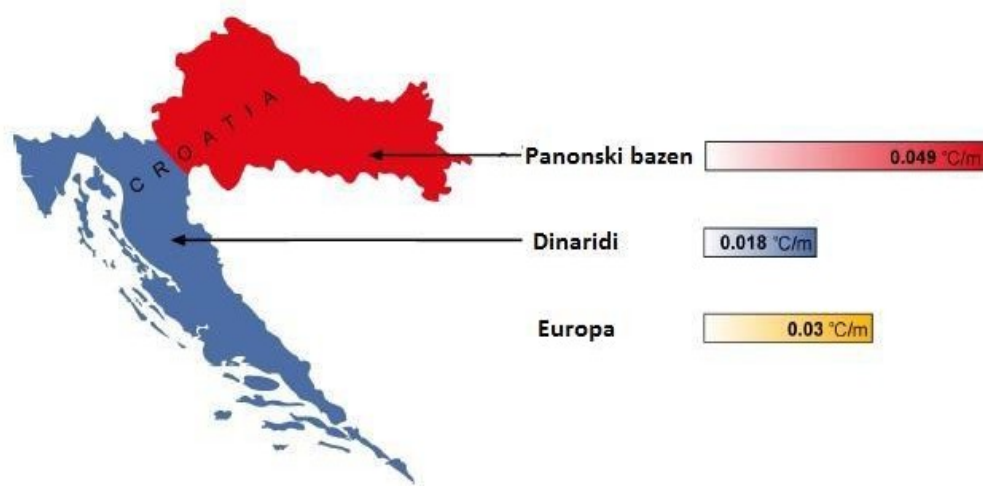 CROATIA
Panonski bazen 0.049 °C/m
Dinaridi 0.018 °C/m
Europa 0.03 °C/m